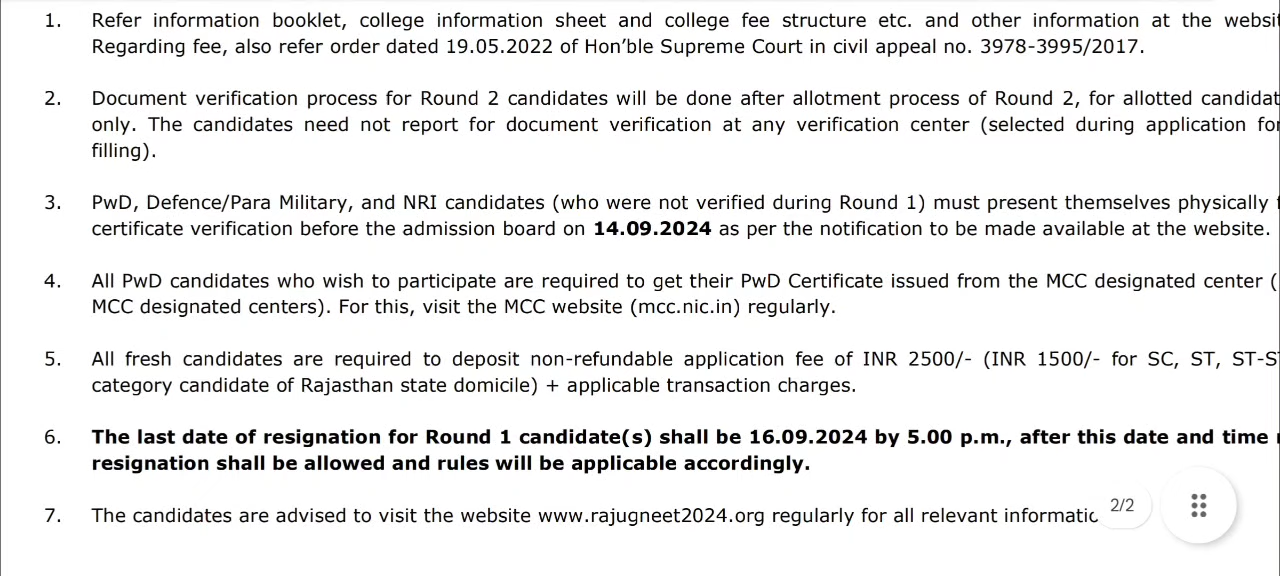 1. Refer information booklet, college information sheet and college fee structure etc. and other information at the
Regarding fee, also refer order dated 19.05.2022 of Hon'ble Supreme Court in civil appeal no. 3978-3995/2017.
2. Document verification process for Round 2 candidates will be done after allotment process of Round 2, for allotted
only. The candidates need not report for document verification at any verification center (selected during application
filling).
3. PwD, Defence/Para Military, and NRI candidates (who were not verified during Round 1) must present themselves physically
certificate verification before the admission board on 14.09.2024 as per the notification to be made available at the website.
4. All PwD candidates who wish to participate are required to get their PwD Certificate issued from the MCC designated center (
MCC designated centers). For this, visit the MCC website (mcc.nic.in) regularly.
5. All fresh candidates are required to deposit non-refundable application fee of INR 2500/- (INR 1500/- for SC, ST,
category candidate of Rajasthan state domicile) + applicable transaction charges.
6. The last date of resignation for Round 1 candidate(s) shall be 16.09.2024 by 5.00 p.m., after this date and time
resignation shall be allowed and rules will be applicable accordingly.
7. The candidates are advised to visit the website www.rajugneet2024.org regularly for all relevant
2/2